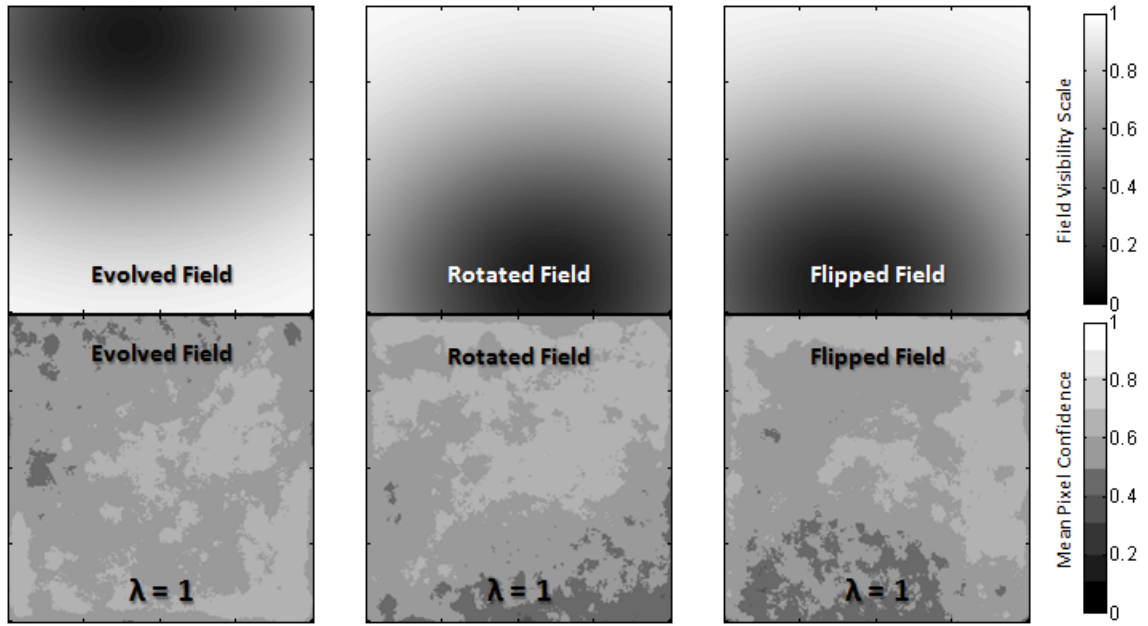 Evolved Field
Rotated Field
Flipped Field
Field Visibility Scale
1
0.8
0.6
0.4
0.2
0
Evolved Field
Rotated Field
Flipped Field
λ = 1
λ = 1
λ = 1
Mean Pixel Confidence
1
0.8
0.6
0.4
0.2
0